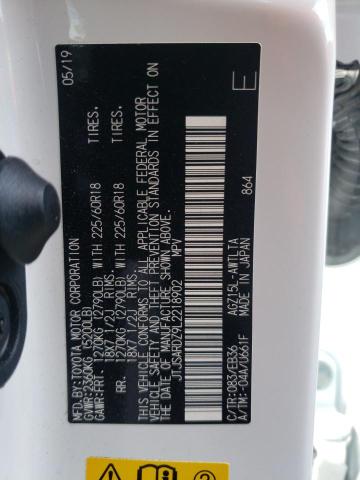 MFD.BY:TOYOTA MOTOR CORPORATION 05/19
GVWR:2360KG (5200LB)
GAWR:FRT. 1270KG (2790LB) WITH 225/60R18 TIRES.
18X7 1/2J RIMS.
RR. 1270KG (2790LB) WITH 225/60R18 TIRES.
18X7 1/2J RIMS.
THIS VEHICLE CONFORMS TO ALL APPLICABLE FEDERAL MOTOR
VEHICLE SAFETY AND THEFT PREVENTION STANDARDS IN EFFECT ON
THE DATE OF MANUFACTURE SHOWN ABOVE.
JTJSARDZ9L2218902 MPV E
864
C/TR:083/EB36 AGZ15L-AWTLTA
A/TM:-04A/U661F MADE IN JAPAN